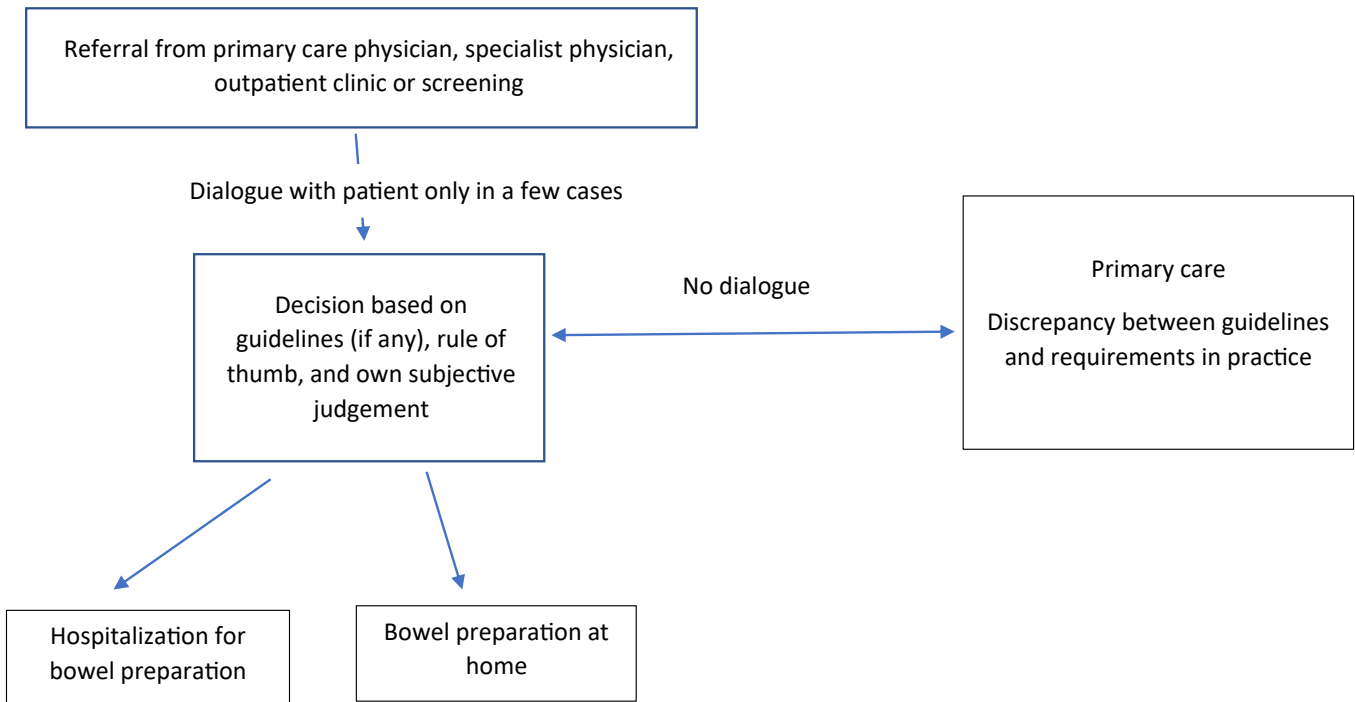 Referral from primary care physician, specialist physician,
outpatient clinic or screening
Dialogue with patient only in a few cases
Decision based on
guidelines (if any), rule of
thumb, and own subjective
judgement
No dialogue
Primary care
Discrepancy between guidelines
and requirements in practice
Hospitalization for
bowel preparation
Bowel preparation at
home